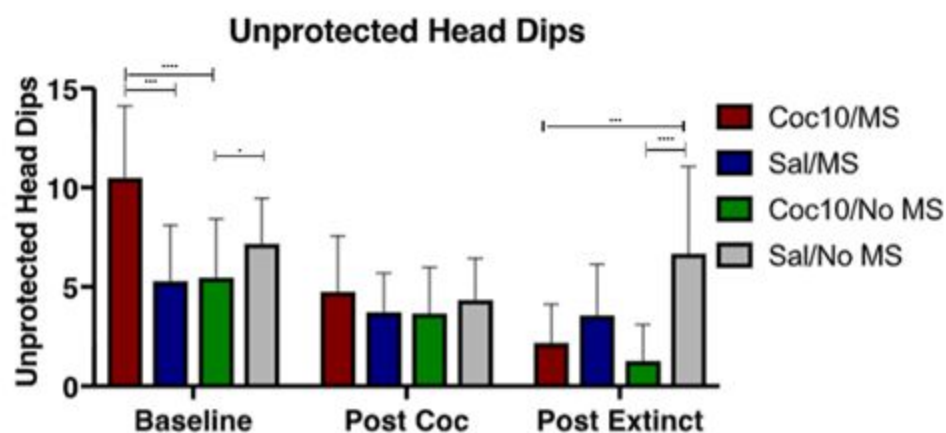 Unprotected Head Dips
Unprotected Head Dips
15
10
5
0
****
***
*
***
****
Baseline
Post Coc
Post Extinct
Coc10/MS
Sal/MS
Coc10/No MS
Sal/No MS